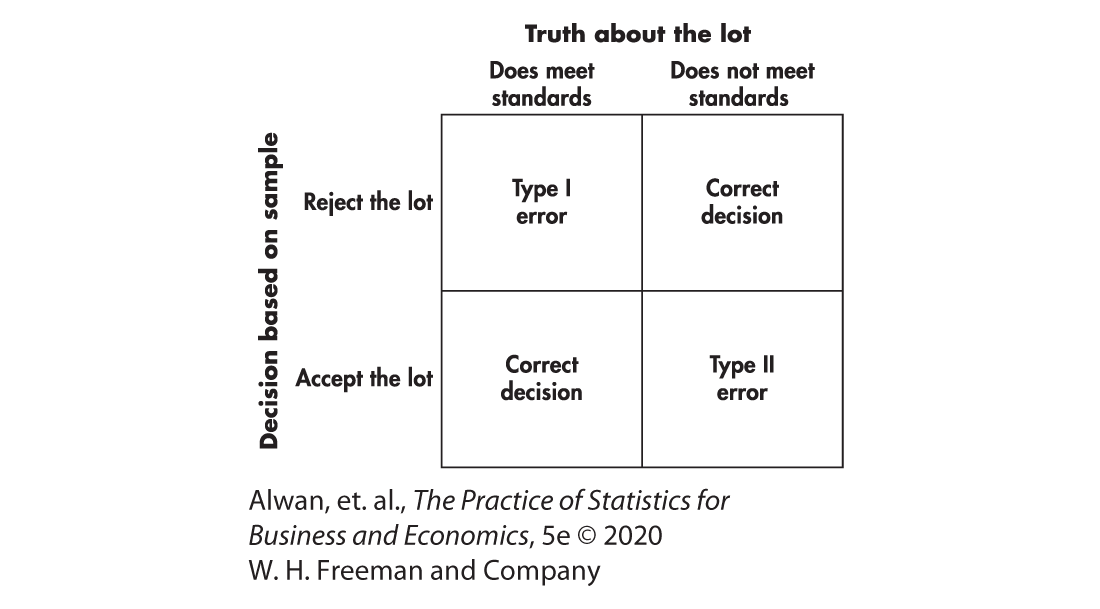 Truth about the lot
Does meet
standards
Does not meet
standards
Decision based on sample
Reject the lot
Type I
error
Correct
decision
Accept the lot
Correct
decision
Type II
error
Alwan, et. al., The Practice of Statistics for
Business and Economics, 5e © 2020
W. H. Freeman and Company